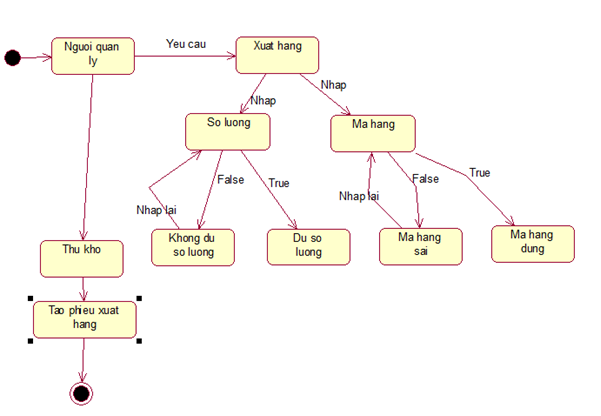 Nguoi quan
ly
Yeu cau
Xuat hang
Nhap
Nhap
So luong
Ma hang
False
True
False
True
Nhap lai
Nhap lai
Khong du
so luong
Du so
luong
Ma hang
sai
Ma hang
dung
Thu kho
Tao phieu xuat
hang